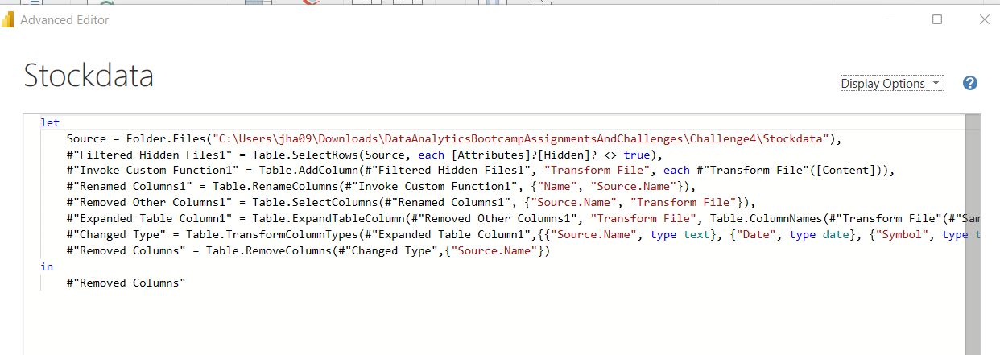 Advanced Editor
Stockdata
Display Options
?
let
Source = Folder.Files("C:\Users\jha09\Downloads\DataAnalyticsBootcampAssignmentsAndChallenges\Challenge4\Stockdata"),
#"Filtered Hidden Files1" = Table.SelectRows(Source, each [Attributes]?[Hidden]? <> true),
#"Invoke Custom Function1" = Table.AddColumn(#"Filtered Hidden Files1", "Transform File", each #"Transform File"([Content])),
#"Renamed Columns1" = Table.RenameColumns(#"Invoke Custom Function1", {"Name", "Source.Name"}),
#"Removed Other Columns1" = Table.SelectColumns(#"Renamed Columns1", {"Source.Name", "Transform File"}),
#"Expanded Table Column1" = Table.ExpandTableColumn(#"Removed Other Columns1", "Transform File", Table.ColumnNames(#"Transform File"(#"Sam
#"Changed Type" = Table.TransformColumnTypes(#"Expanded Table Column1",{{"Source.Name", type text}, {"Date", type date}, {"Symbol", type t
#"Removed Columns" = Table.RemoveColumns(#"Changed Type",{"Source.Name"})
in
#"Removed Columns"